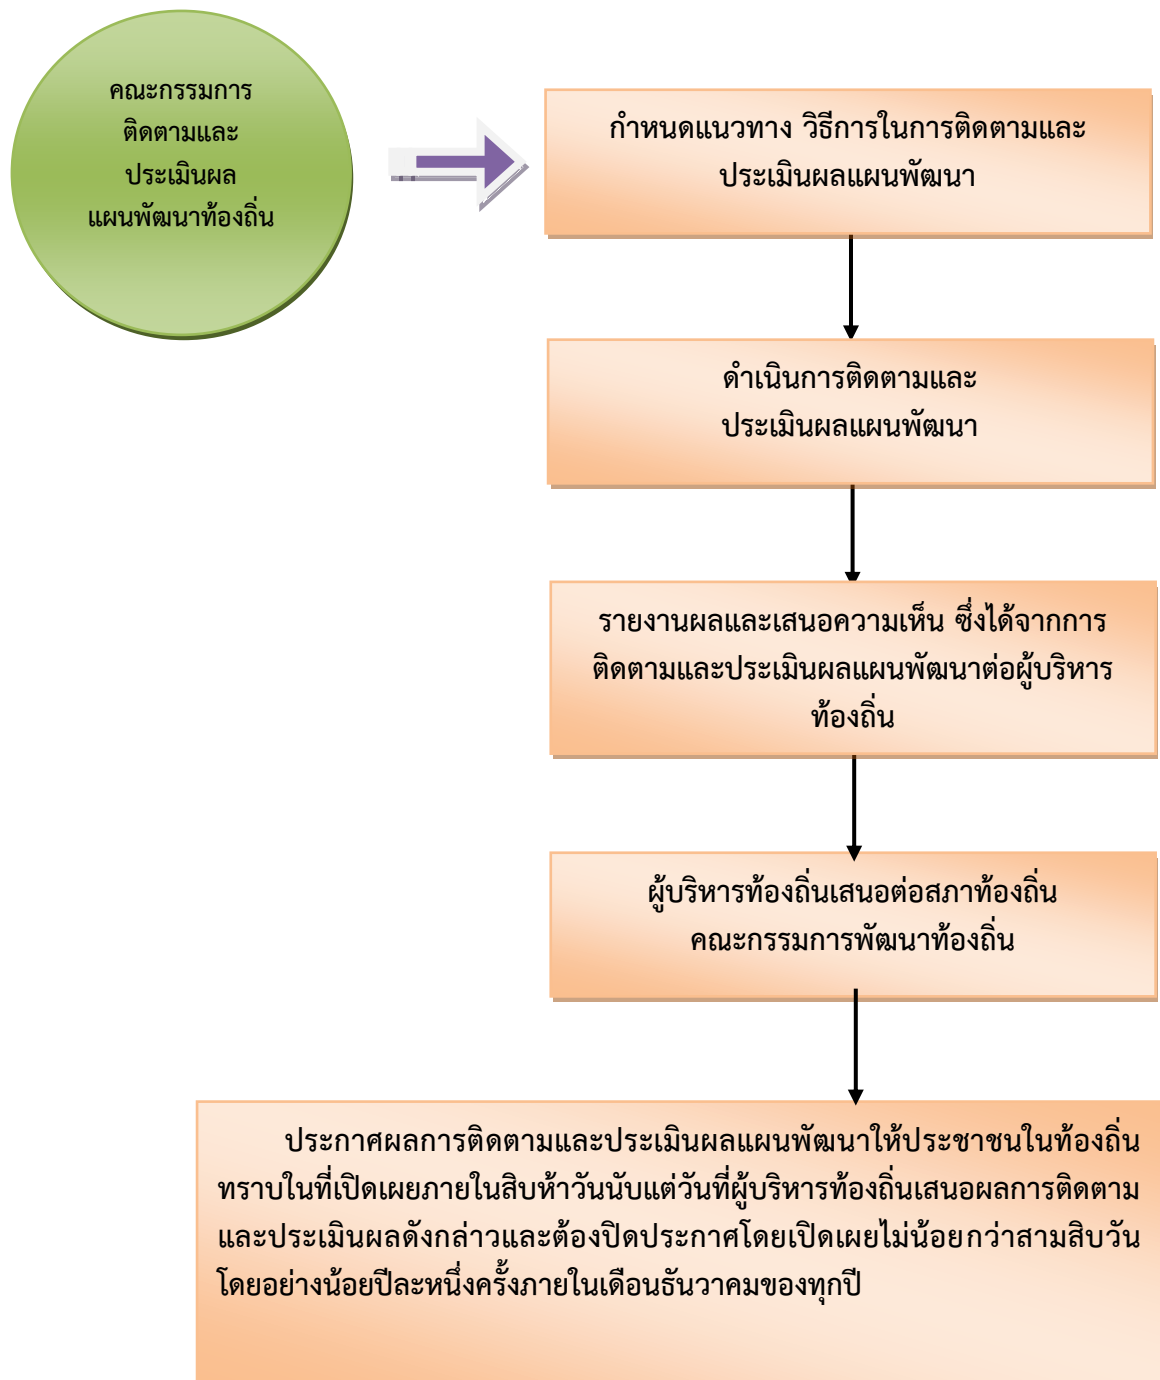 คณะกรรมการ
ติดตามและ
ประเมินผล
แผนพัฒนาท้องถิ่น
กำหนดแนวทาง วิธีการในการติดตามและ
ประเมินผลแผนพัฒนา
ดำเนินการติดตามและ
ประเมินผลแผนพัฒนา
รายงานผลและเสนอความเห็น ซึ่งได้จากการ
ติดตามและประเมินผลแผนพัฒนาต่อผู้บริหาร
ท้องถิ่น
ผู้บริหารท้องถิ่นเสนอต่อสภาท้องถิ่น
คณะกรรมการพัฒนาท้องถิ่น
ประกาศผลการติดตามและประเมินผลแผนพัฒนาให้ประชาชนในท้องถิ่น
ทราบในที่เปิดเผยภายในสิบห้าวันนับแต่วันที่ผู้บริหารท้องถิ่นเสนอผลการติดตาม
และประเมินผลดังกล่าวและต้องปิดประกาศโดยเปิดเผยไม่น้อยกว่าสามสิบวัน
โดยอย่างน้อยปีละหนึ่งครั้งภายในเดือนธันวาคมของทุกปี